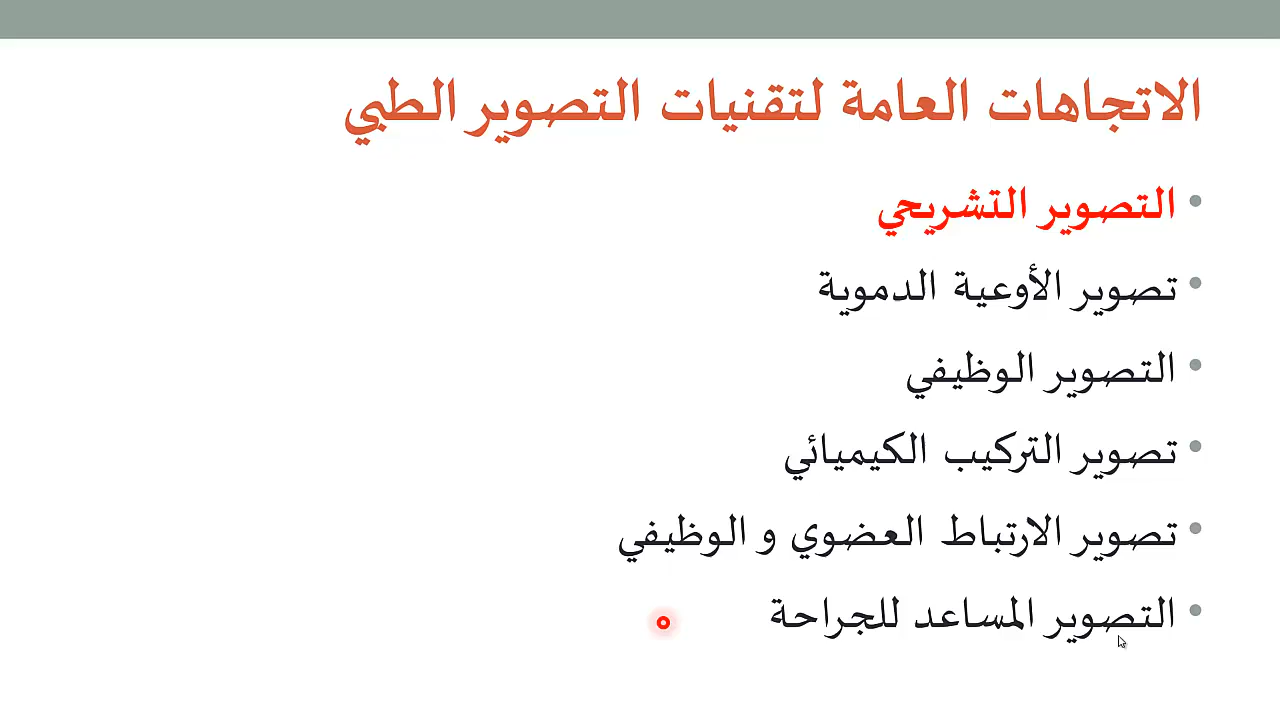 الاتجاهات العامة لتقنيات التصوير الطبي
• التصوير التشريحي
• تصوير الأوعية الدموية
• التصوير الوظيفي
• تصوير التركيب الكيميائي
• تصوير الارتباط العضوي و الوظيفي
• التصوير المساعد للجراحة